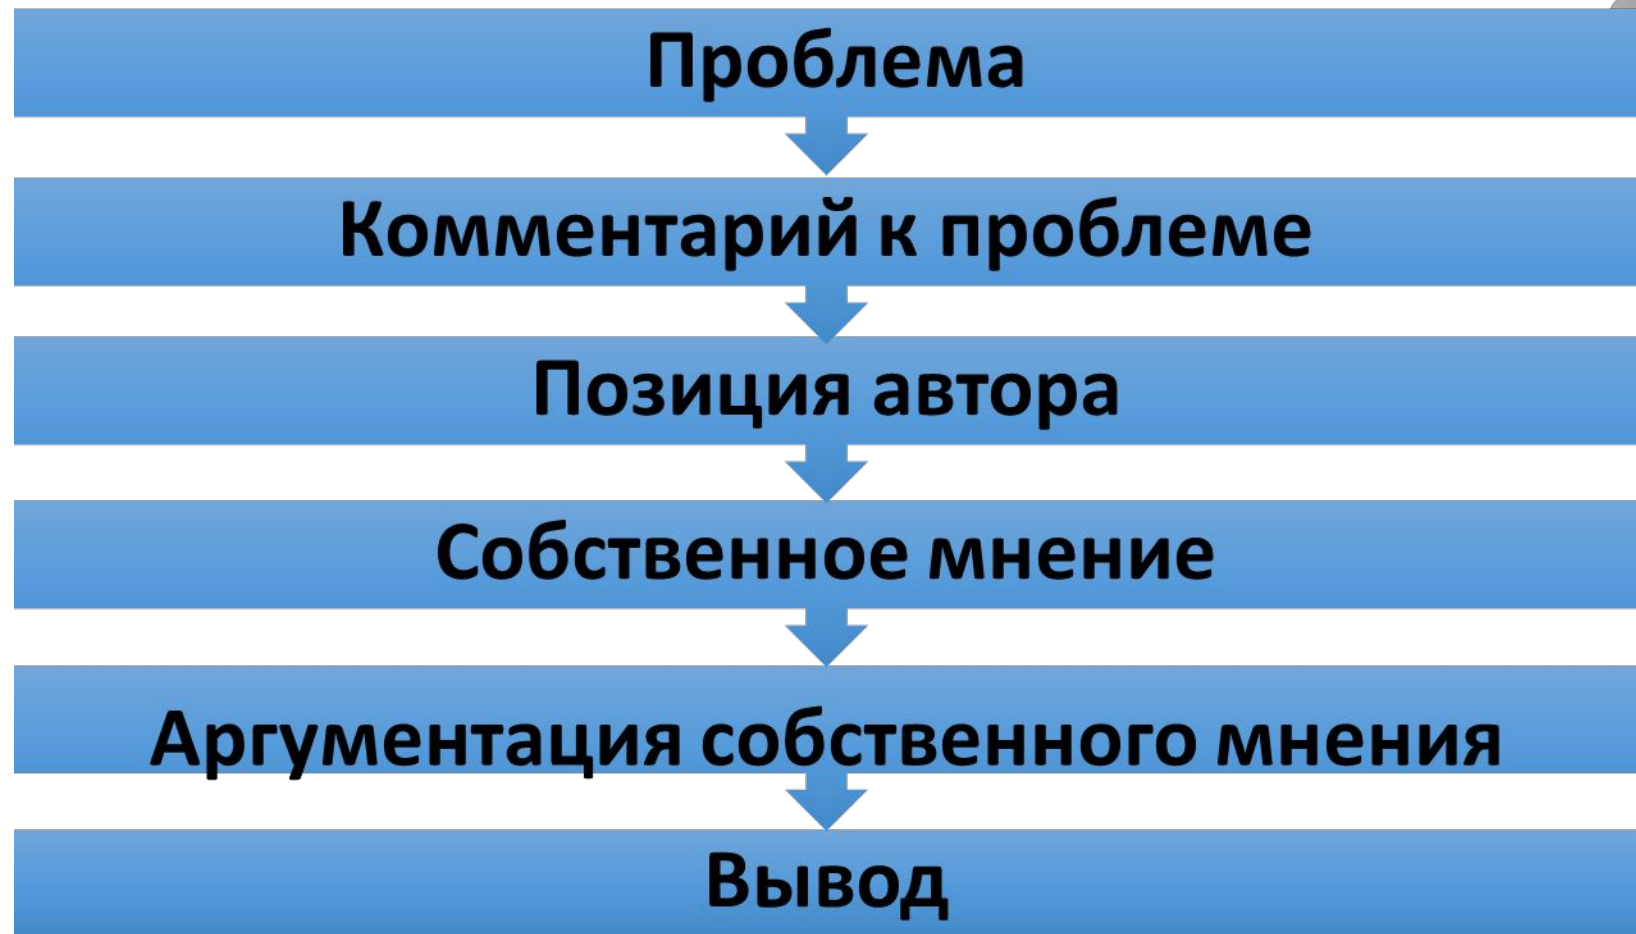 Проблема
Комментарий к проблеме
Позиция автора
Собственное мнение
Аргументация собственного мнения
Вывод